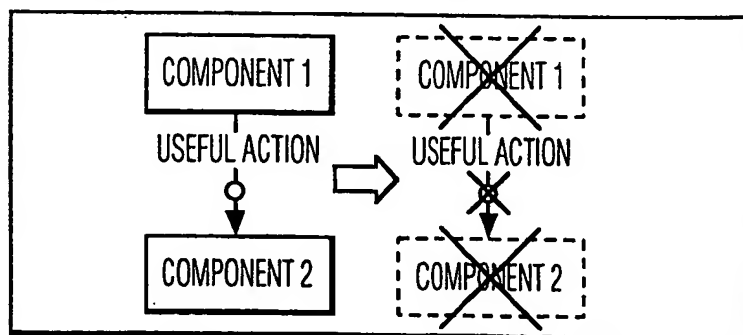 COMPONENT 1 COMPONENT 1
USEFUL ACTION USEFUL ACTION
COMPONENT 2 COMPONENT 2